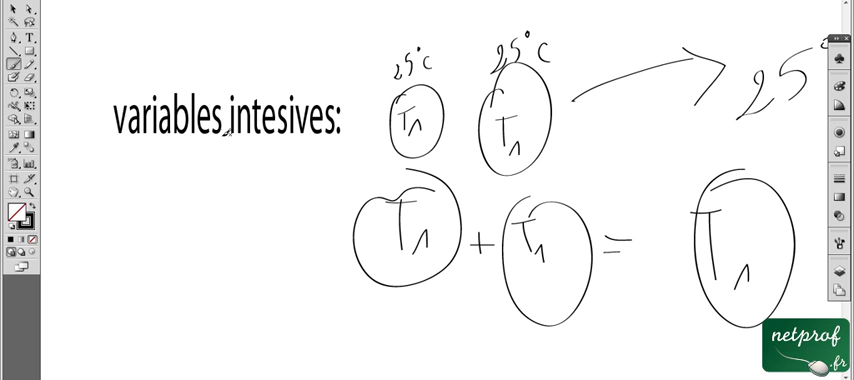 25°C 25°C 25°
variables intesives:
T1 T1
T1 + T1 = T1
netprof
.fr